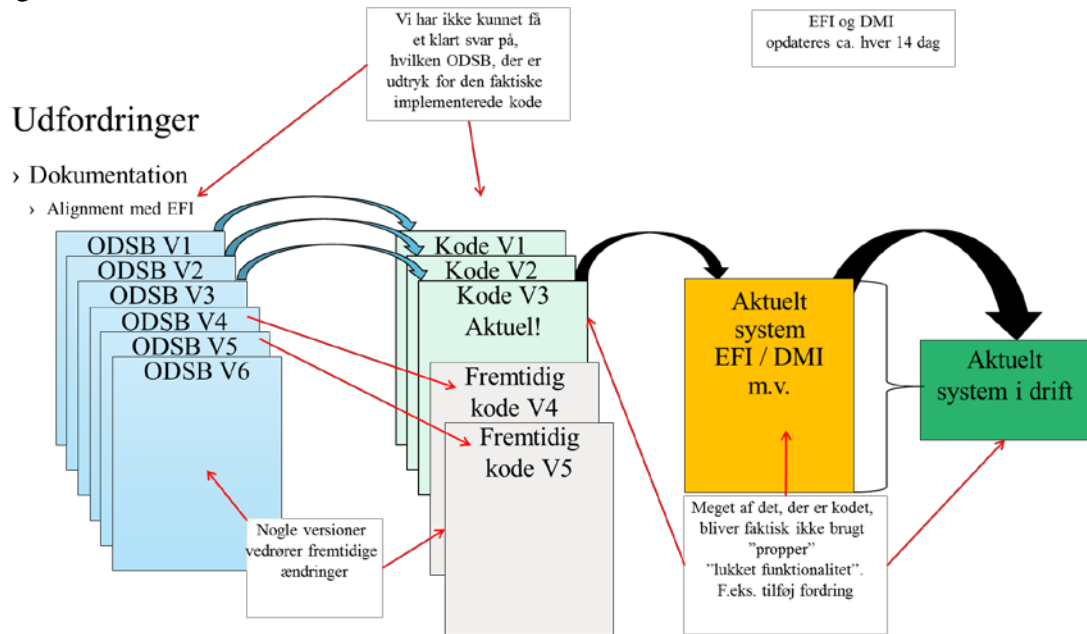 Vi har ikke kunnet få
et klart svar på,
hvilken ODSB, der er
udtryk for den faktiske
implementerede kode
EFI og DMI
opdateres ca. hver 14 dag
Udfordringer
› Dokumentation
› Alignment med EFI
ODSB V1
ODSB V2
ODSB V3
ODSB V4
ODSB V5
ODSB V6
Kode V1
Kode V2
Kode V3
Aktuel!
Fremtidig
kode V4
Fremtidig
kode V5
Aktuelt
system
EFI / DMI
m.v.
Aktuelt
system i drift
Nogle versioner
vedrører fremtidige
ændringer
Meget af det, der er kodet,
bliver faktisk ikke brugt
”propper”
”lukket funktionalitet”.
F.eks. tilføj fordring